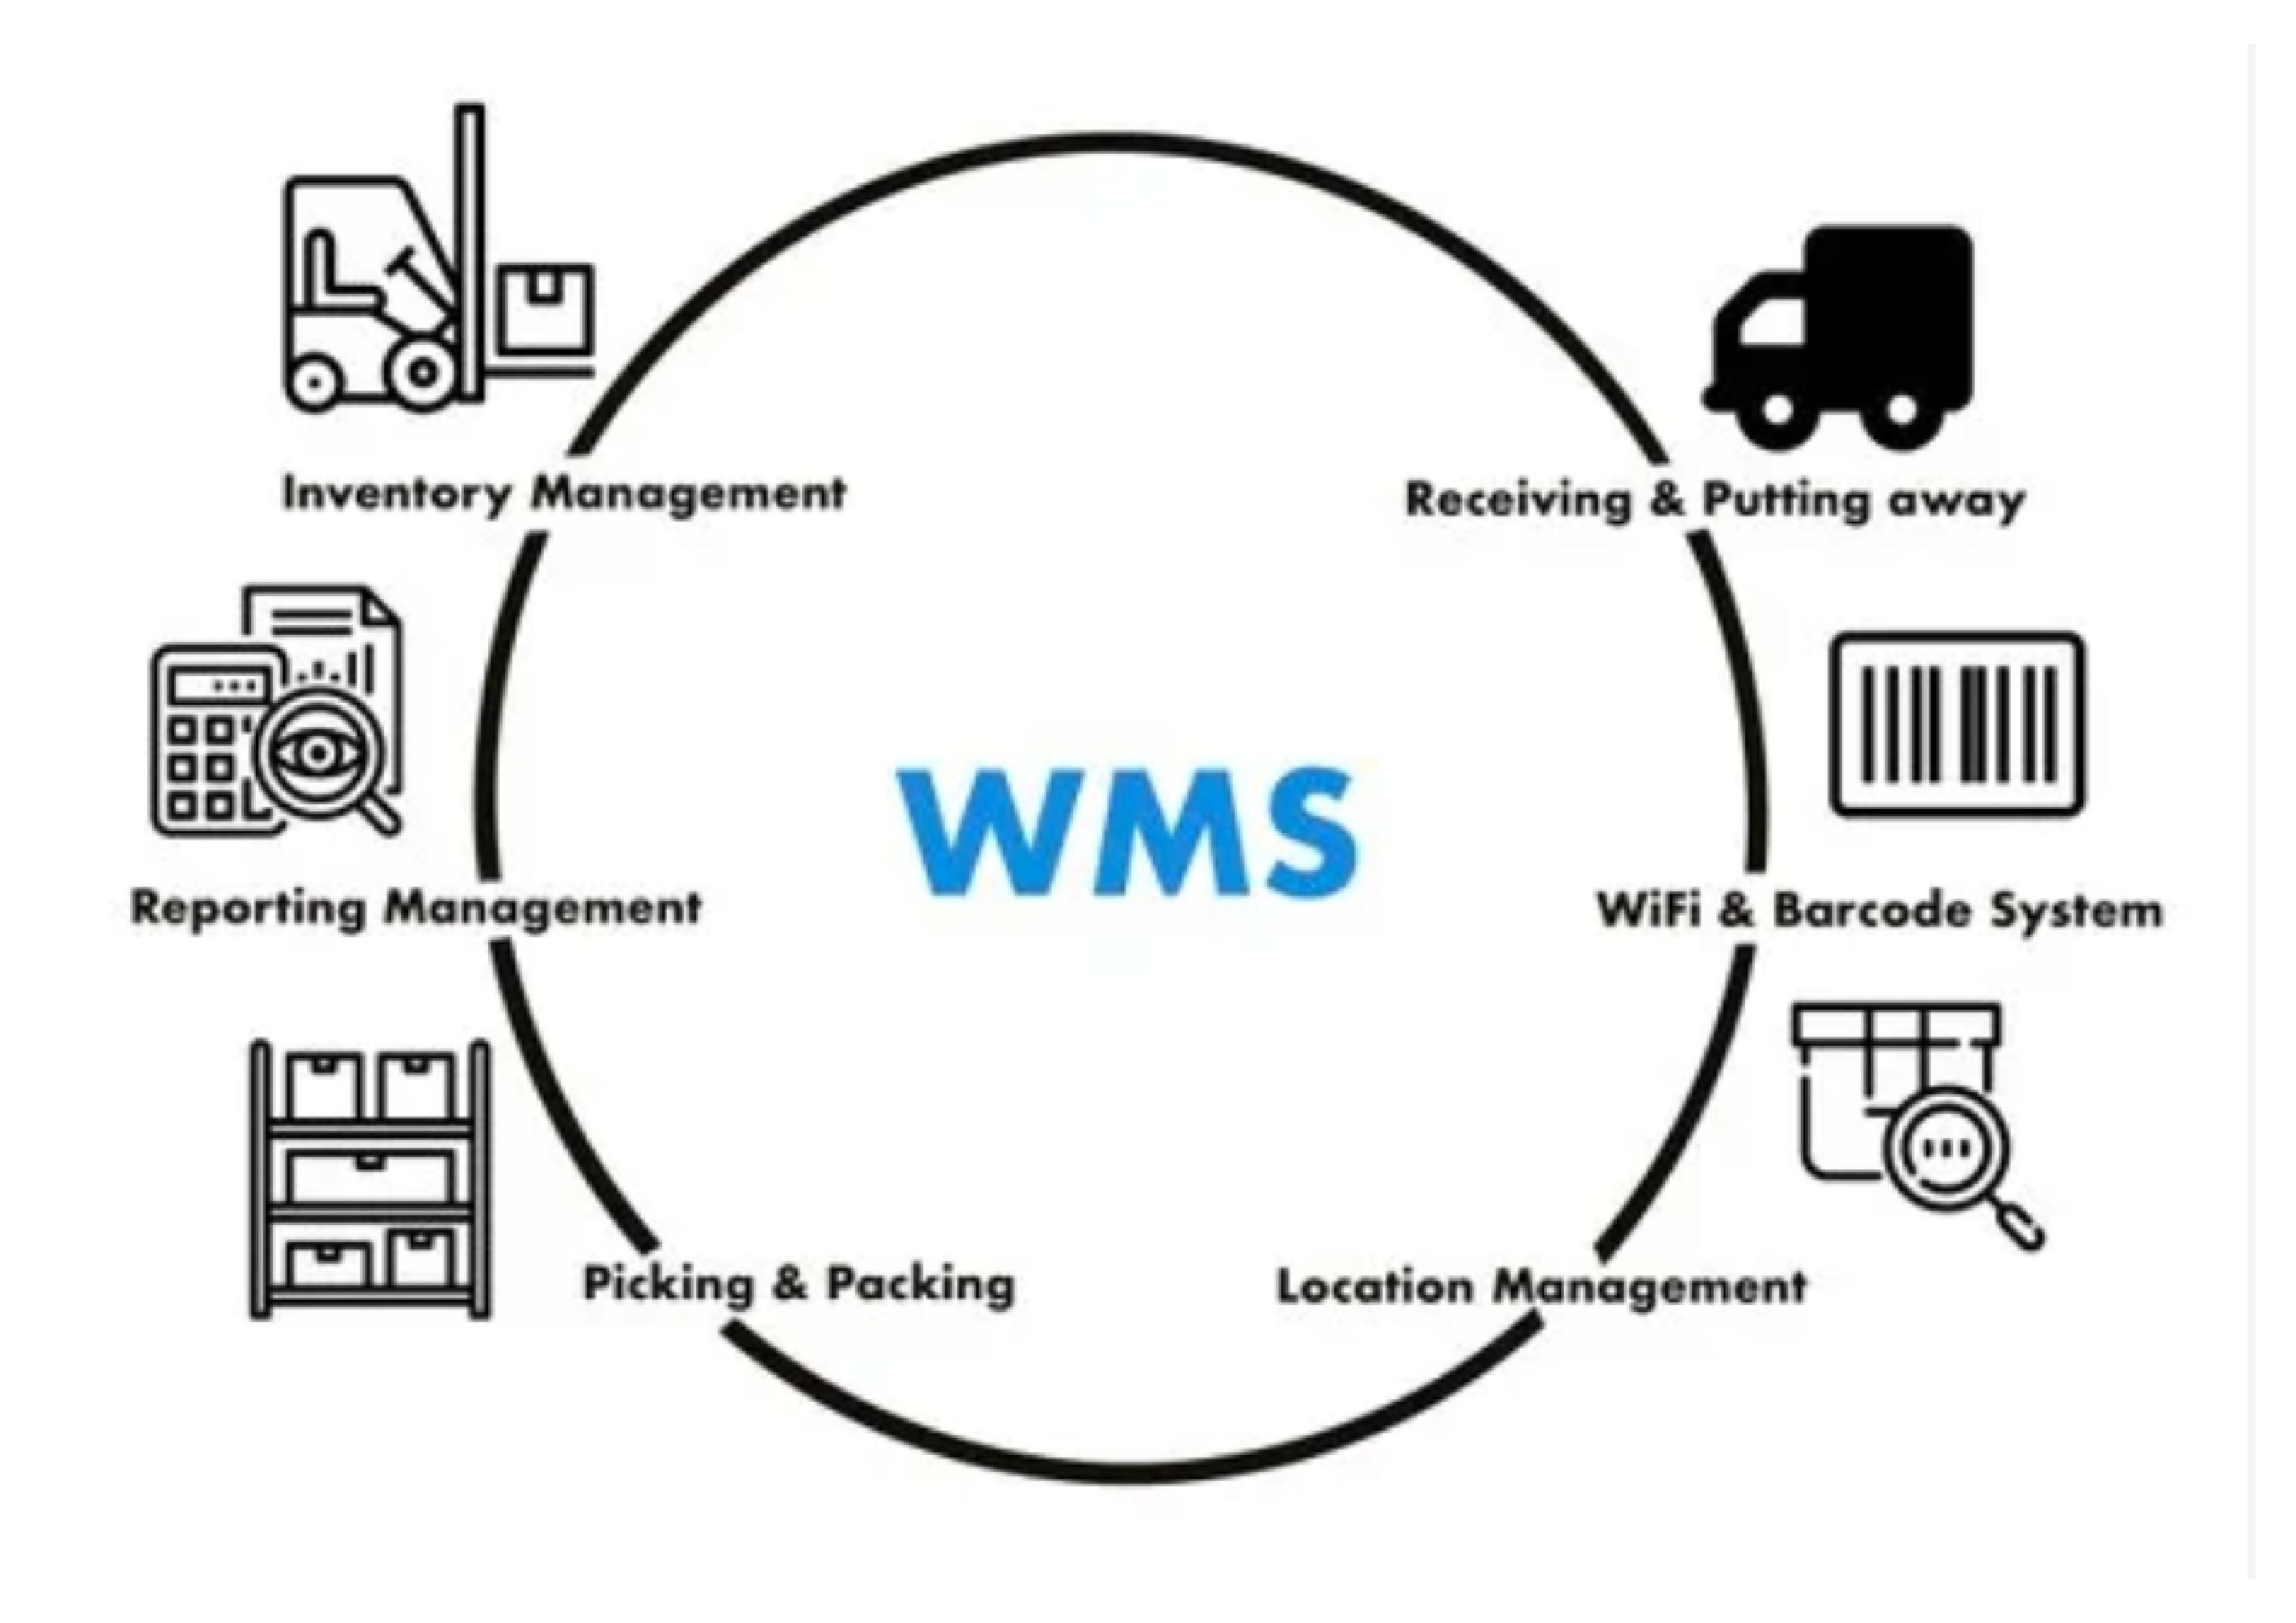 Inventory Management
Receiving & Putting away
WMS
Reporting Management
WiFi & Barcode System
Picking & Packing
Location Management